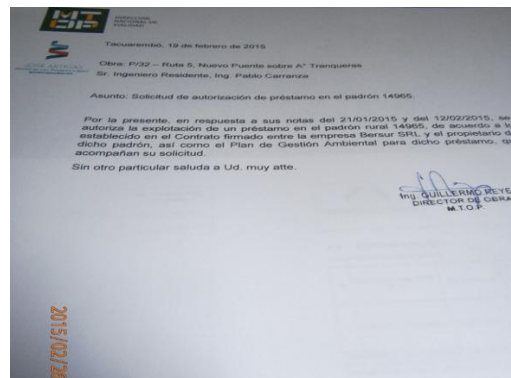 MTOP
DIRECCIÓN
NACIONAL DE
VIALIDAD
JOSÉ ARTIGAS
Tacuarembó, 19 de febrero de 2015
Obra: P/32 – Ruta 5, Nuevo Puente sobre A° Tranqueras
Sr. Ingeniero Residente, Ing. Pablo Carranza
Asunto: Solicitud de autorización de préstamo en el padrón 14965.
Por la presente, en respuesta a sus notas del 21/01/2015 y del 12/02/2015, se
autoriza la explotación de un préstamo en el padrón rural 14965, de acuerdo a l
establecido en el Contrato firmado entre la empresa Bersur SRL y el propietario d
dicho padrón, así como el Plan de Gestión Ambiental para dicho préstamo, q
acompañan su solicitud.
Sin otro particular saluda a Ud. muy atte.
Ing. GUILLERMO REYE
DIRECTOR DE OBRA
M.T.O.P.
2015/02/2